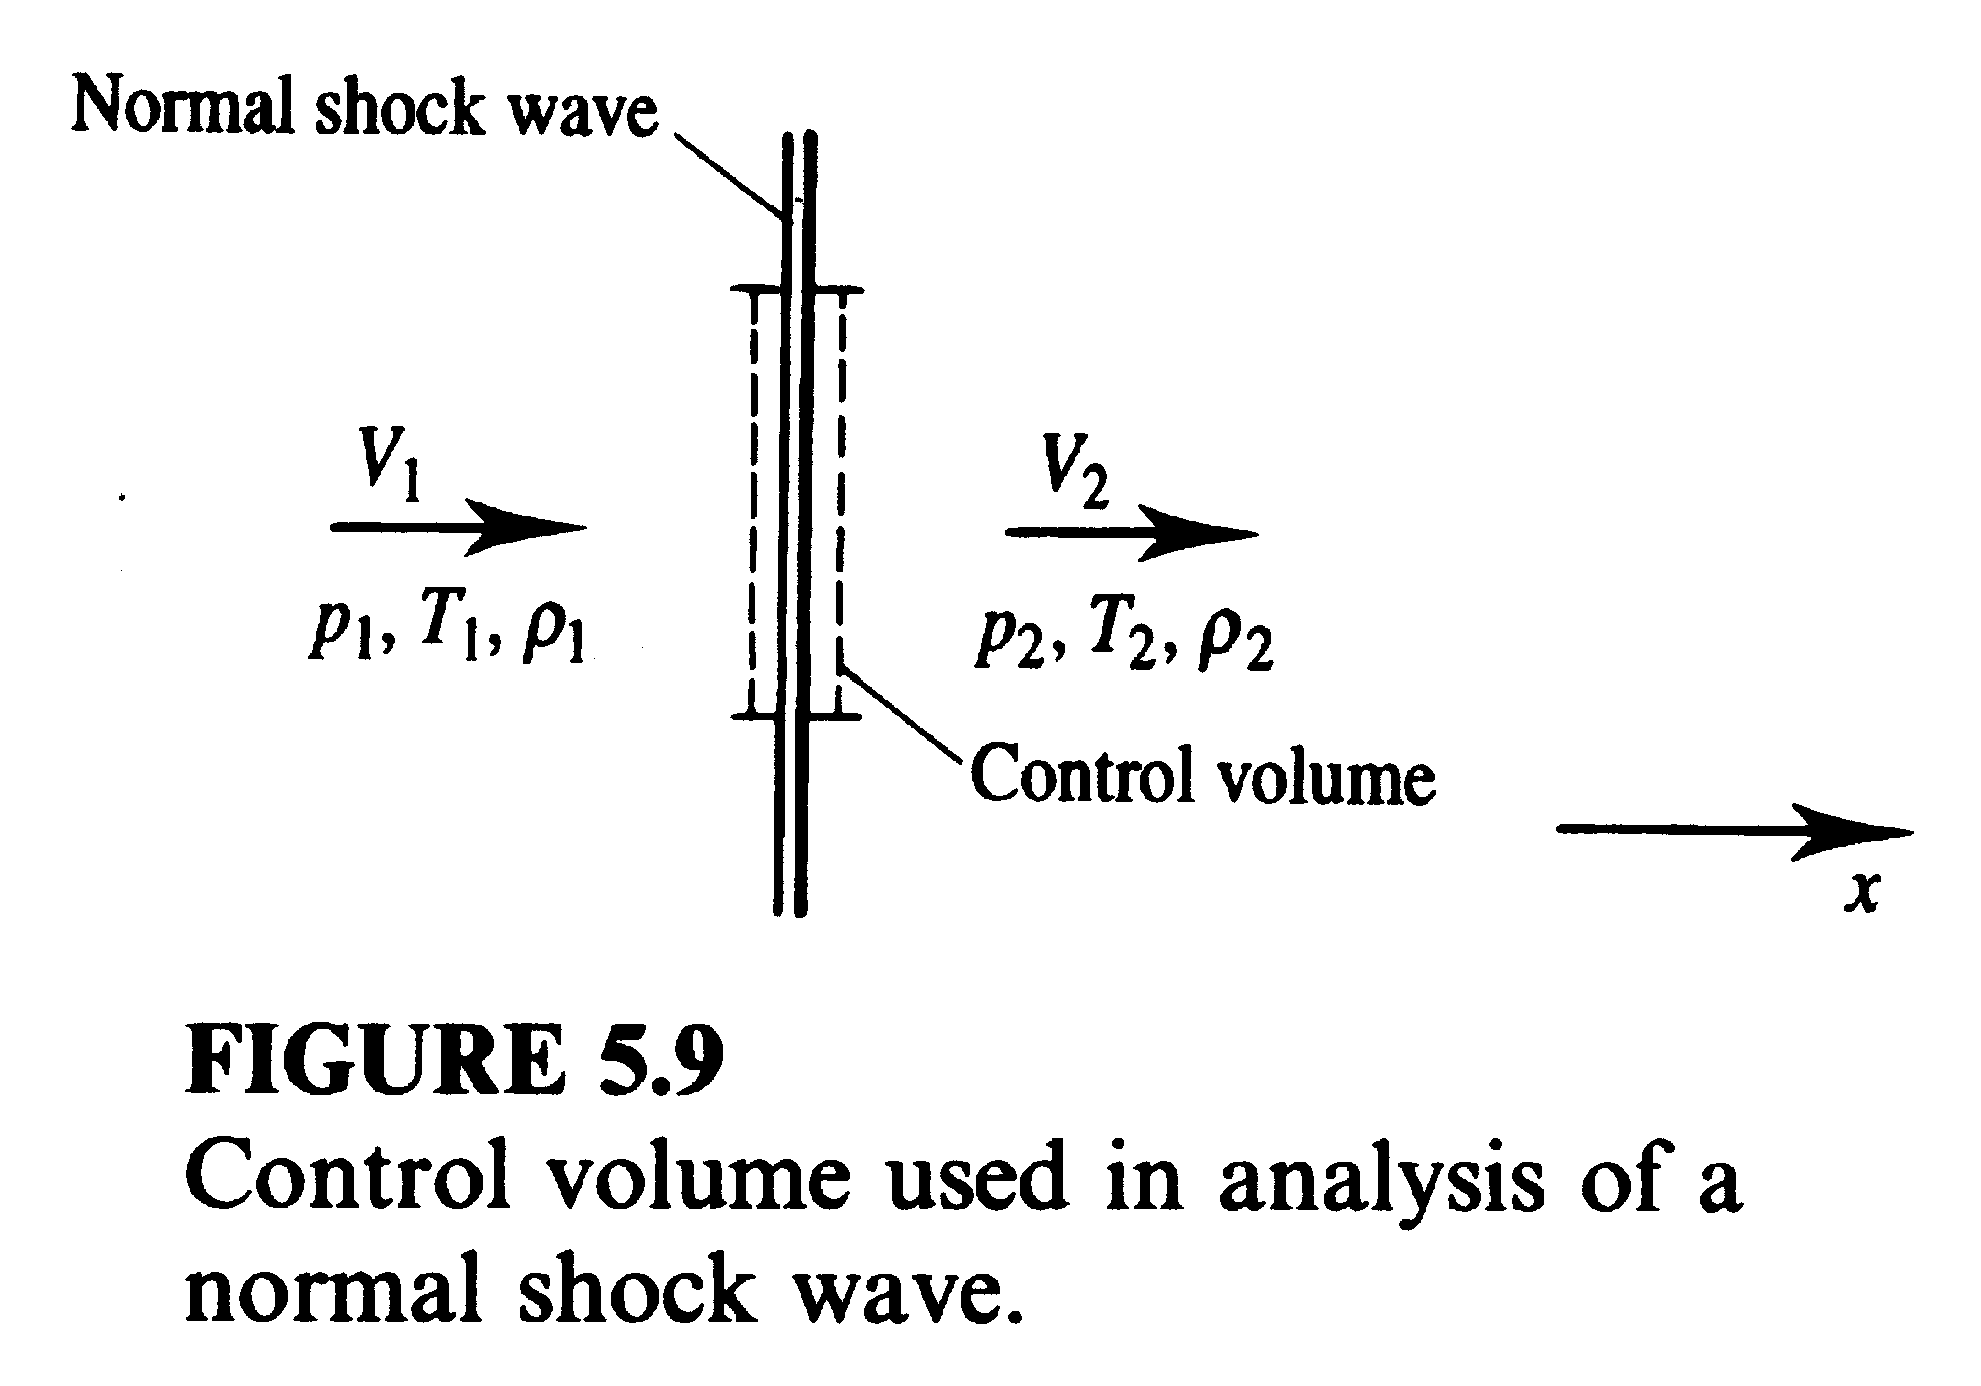 Normal shock wave
V₁
V₂
p₁, T₁, ρ₁
p₂, T₂, ρ₂
Control volume
x
FIGURE 5.9
Control volume used in analysis of a
normal shock wave.